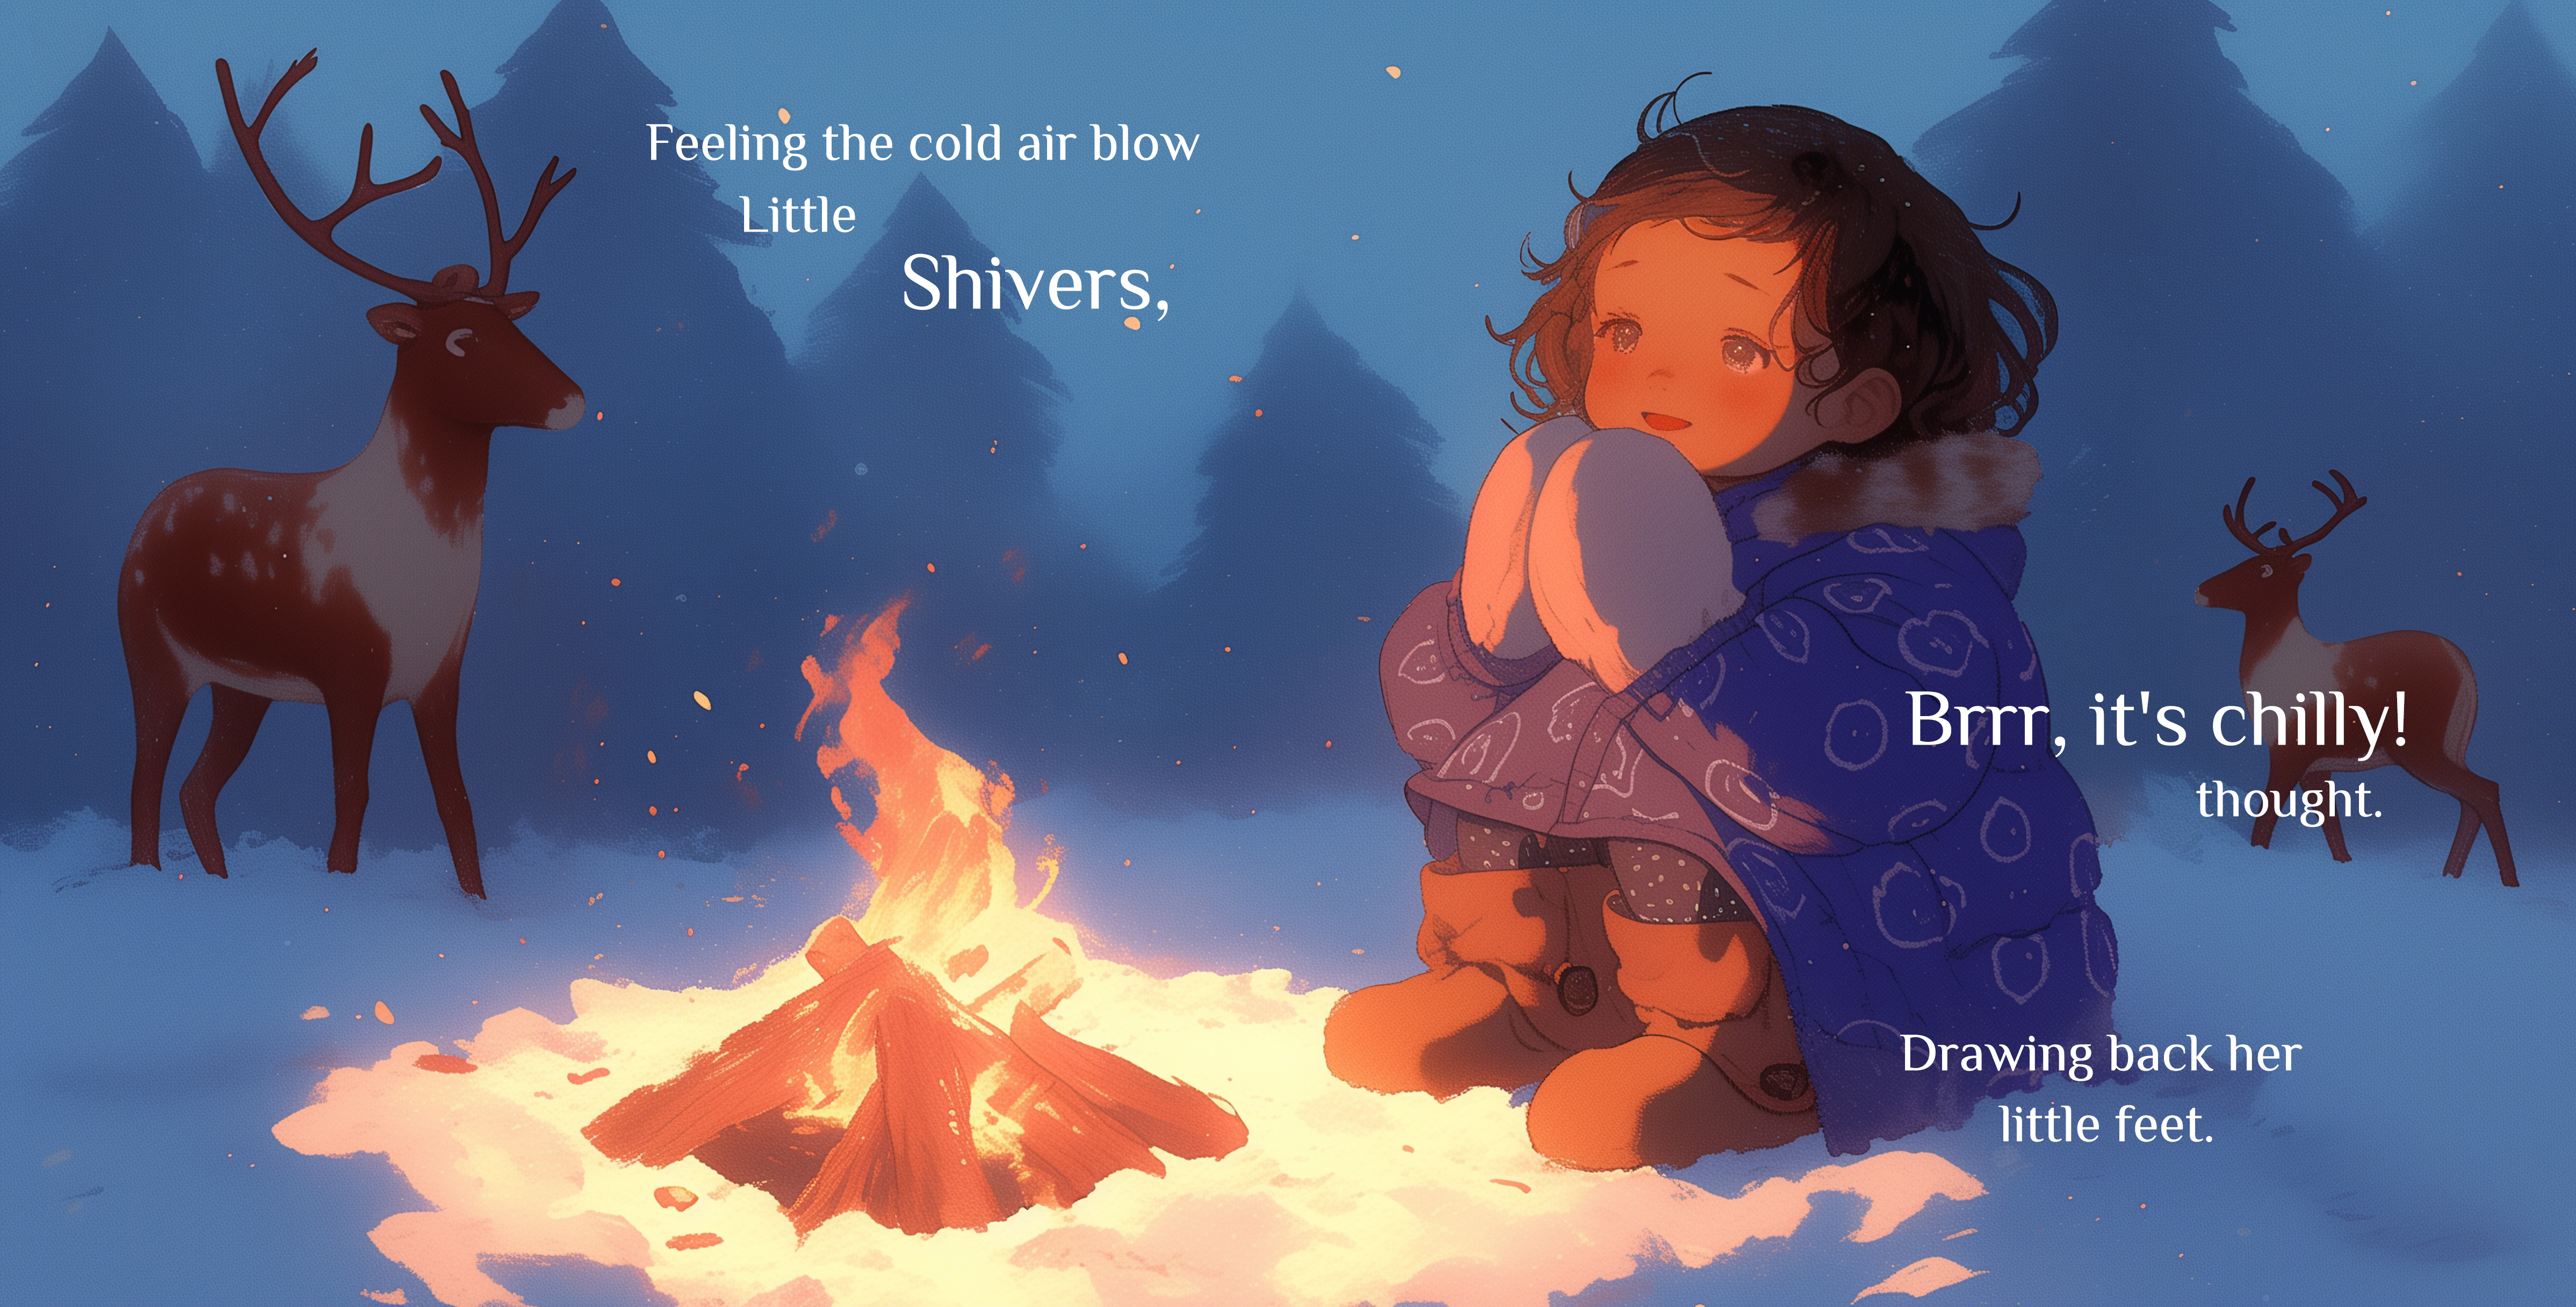 Feeling the cold air blow
Little
Shivers,
Brrr, it's chilly!
thought.
Drawing back her
little feet.